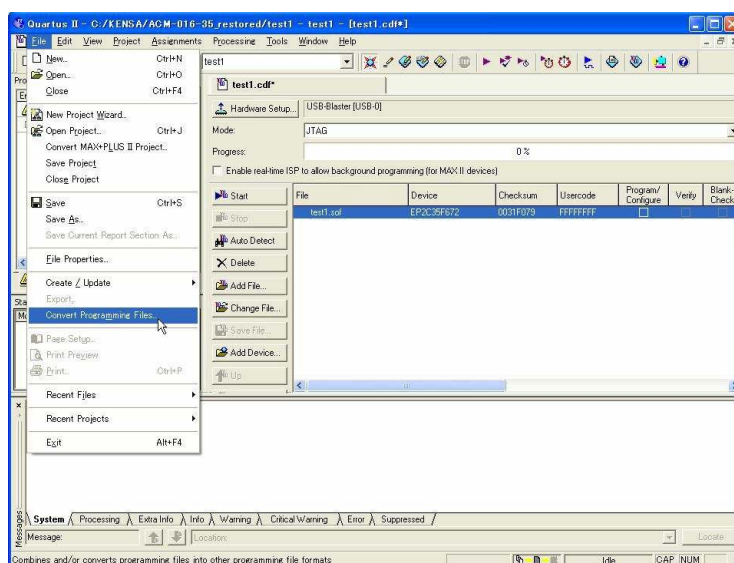 Quartus II - C:/KENSA/ACM-016-35_restored/test1 - test1 - [test1.cdf*]
File Edit View Project Assignments Processing Tools Window Help
test1
New... Ctrl+N
Open... Ctrl+O
Close Ctrl+F4
New Project Wizard...
Open Project... Ctrl+J
Convert MAX+PLUS II Project...
Save Project
Close Project
Save Ctrl+S
Save As...
Save Current Report Section As...
File Properties...
Create / Update
Export...
Convert Programming Files...
Page Setup...
Print Preview
Print... Ctrl+P
Recent Files
Recent Projects
Exit Alt+F4
test1.cdf*
Hardware Setup... USB-Blaster [USB-0]
Mode: JTAG
Progress: 0 %
Enable real-time ISP to allow background programming (for MAX II devices)
Start
Stop
Auto Detect
Delete
Add File...
Change File...
Save File...
Add Device...
Up
File Device Checksum Usercode Program/ Configure Verify Blank- Check
test1.sof EP2C35F672 0031F079 FFFFFFFF
System Processing Extra Info Info Warning Critical Warning Error Suppressed
Messages
Message: Location: Locate
Combines and/or converts programming files into other programming file formats
Idle CAP NUM